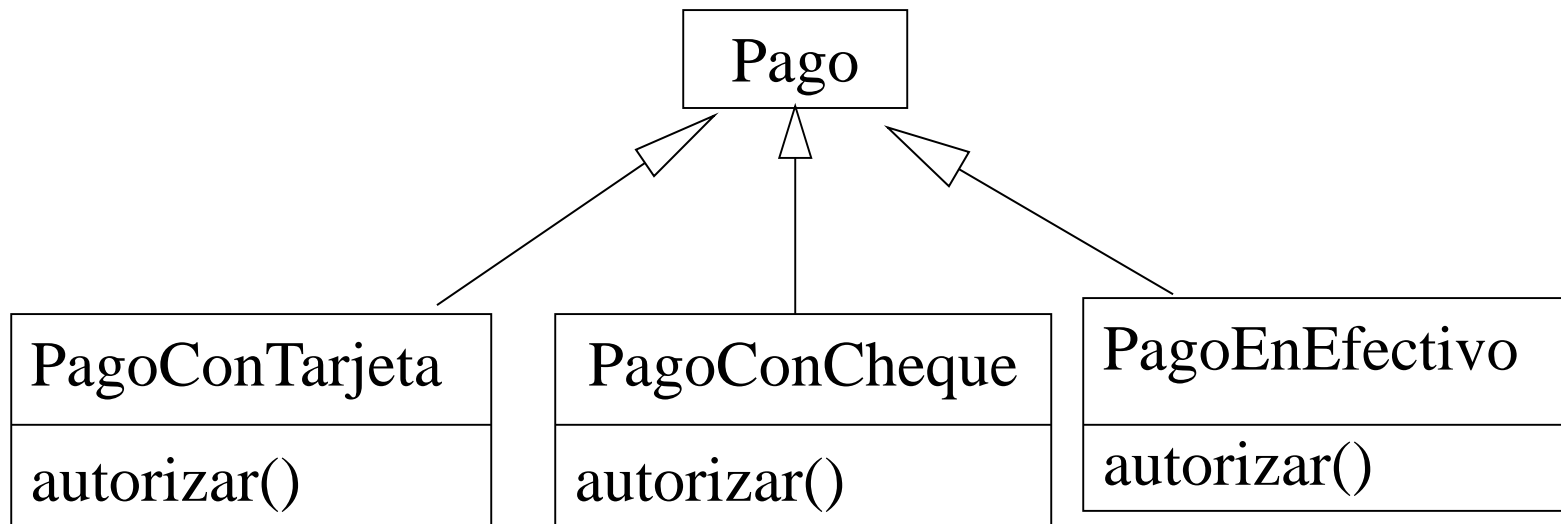 Pago
PagoConTarjeta
autorizar()
PagoConCheque
autorizar()
PagoEnEfectivo
autorizar()